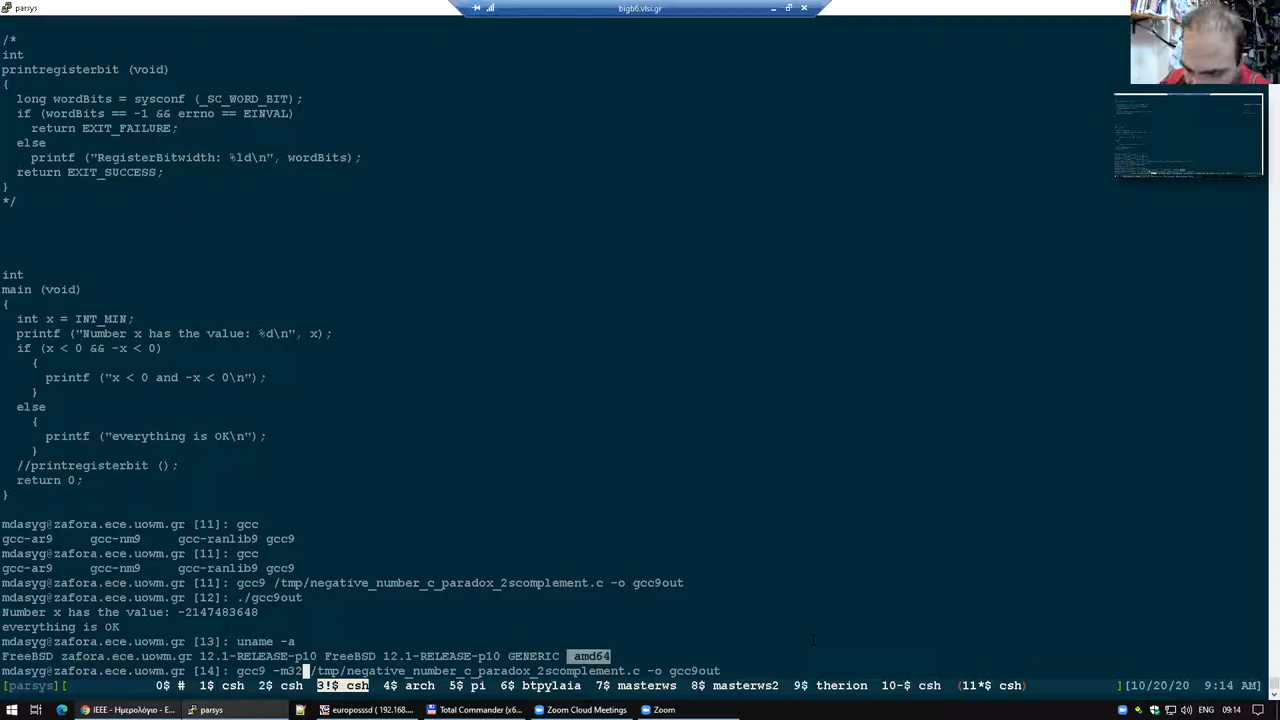 parsys
bigb6.vlsi.gr
/*
int
printregisterbit (void)
{
long wordBits = sysconf (_SC_WORD_BIT);
if (wordBits == -1 && errno == EINVAL)
return EXIT_FAILURE;
else
printf ("RegisterBitwidth: %ld\n", wordBits);
return EXIT_SUCCESS;
}
*/
int
main (void)
{
int x = INT_MIN;
printf ("Number x has the value: %d\n", x);
if (x < 0 && -x < 0)
{
printf ("x < 0 and -x < 0\n");
}
else
{
printf ("everything is OK\n");
}
//printregisterbit ();
return 0;
}
mdasyg@zafora.ece.uowm.gr [11]: gcc
gcc-ar9 gcc-nm9 gcc-ranlib9 gcc9
mdasyg@zafora.ece.uowm.gr [11]: gcc
gcc-ar9 gcc-nm9 gcc-ranlib9 gcc9
mdasyg@zafora.ece.uowm.gr [11]: gcc9 /tmp/negative_number_c_paradox_2scomplement.c -o gcc9out
mdasyg@zafora.ece.uowm.gr [12]: ./gcc9out
Number x has the value: -2147483648
everything is OK
mdasyg@zafora.ece.uowm.gr [13]: uname -a
FreeBSD zafora.ece.uowm.gr 12.1-RELEASE-p10 FreeBSD 12.1-RELEASE-p10 GENERIC amd64
mdasyg@zafora.ece.uowm.gr [14]: gcc9 -m32 /tmp/negative_number_c_paradox_2scomplement.c -o gcc9out
[parsys][ 0$ # 1$ csh 2$ csh 3!$ csh 4$ arch 5$ pi 6$ btpylaia 7$ masterws 8$ masterws2 9$ therion 10-$ csh (11*$ csh) ][10/20/20 9:14 AM]
IEEE - Ημερολόγιο - E... parsys europosssd (192.168.... Total Commander (x6... Zoom Cloud Meetings Zoom ENG 09:14